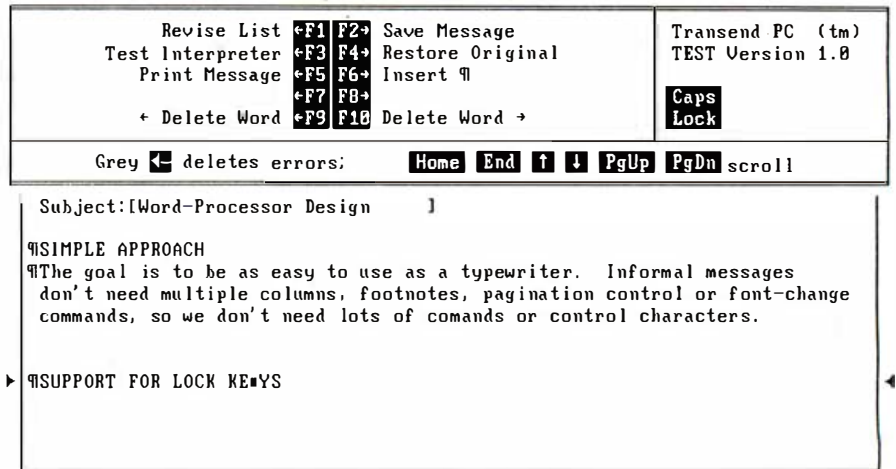 Revise List ←F1 F2→ Save Message
Test Interpreter ←F3 F4→ Restore Original
Print Message ←F5 F6→ Insert ¶
←F7 F8→
← Delete Word ←F9 F10 Delete Word →
Transend PC (tm)
TEST Version 1.0
Caps
Lock
Grey ← deletes errors; Home End ↑ ↓ PgUp PgDn scroll
Subject:[Word-Processor Design ]
¶SIMPLE APPROACH
¶The goal is to be as easy to use as a typewriter. Informal messages
don't need multiple columns, footnotes, pagination control or font-change
commands, so we don't need lots of comands or control characters.
¶SUPPORT FOR LOCK KE▪YS